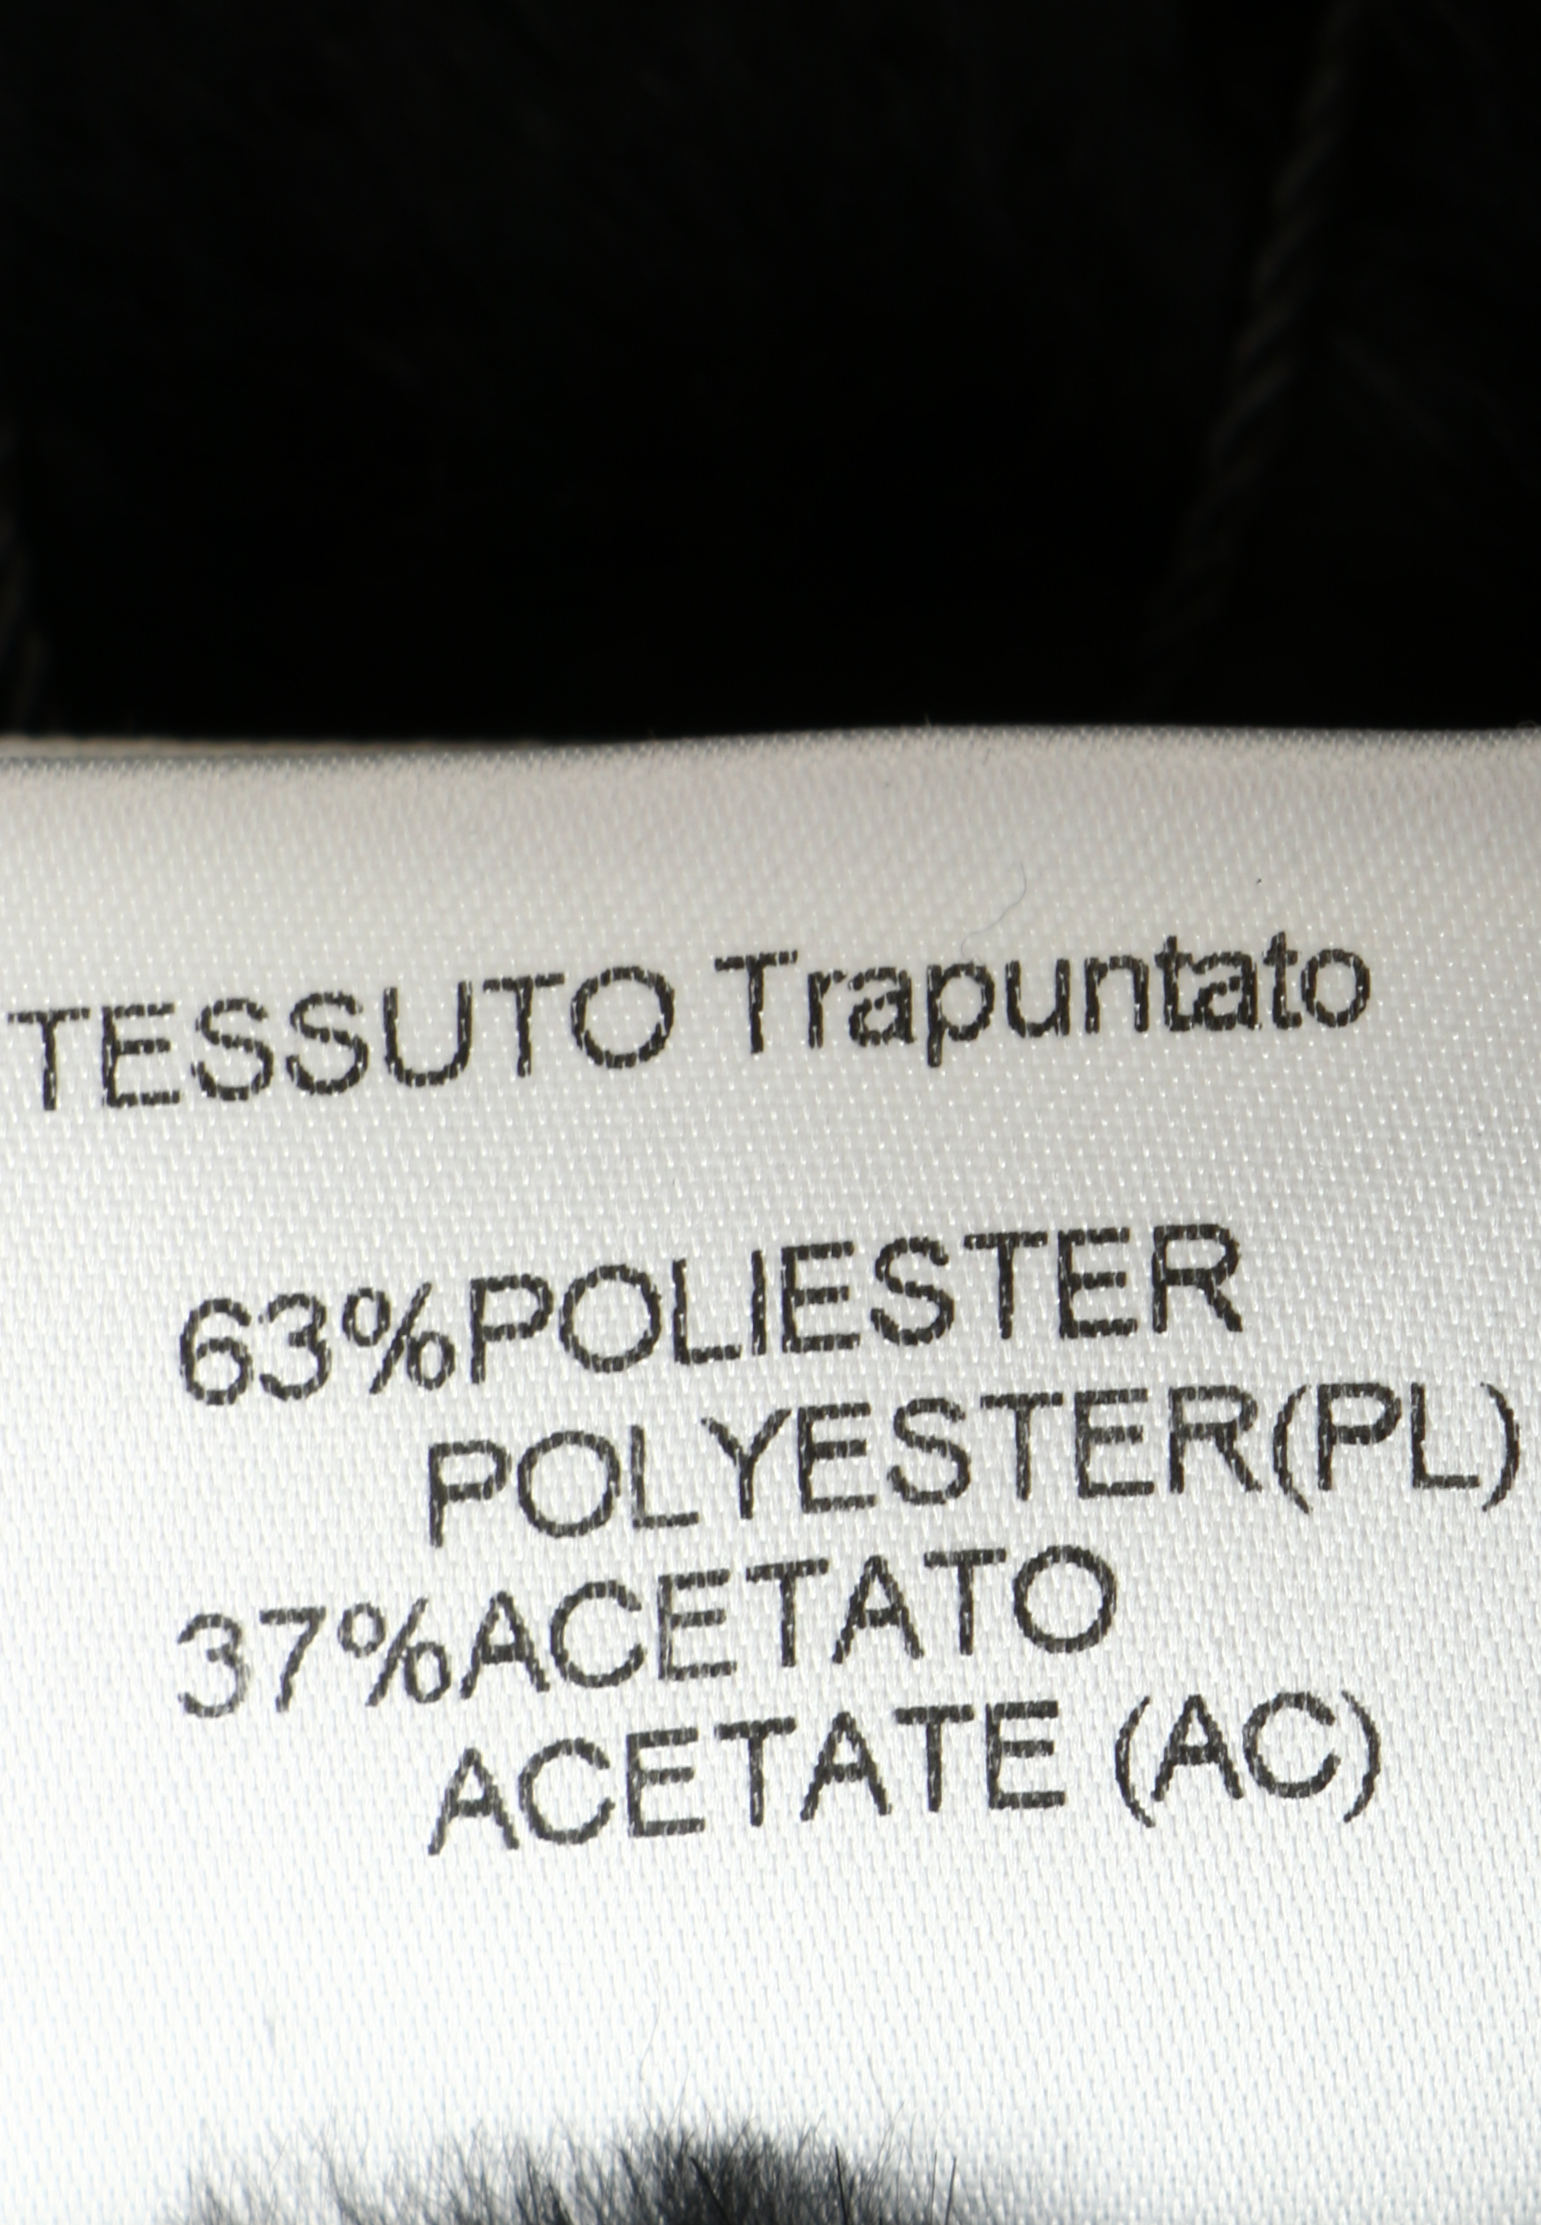 TESSUTO Trapuntato
63%POLIESTER
POLYESTER(PL)
37%ACETATO
ACETATE (AC)